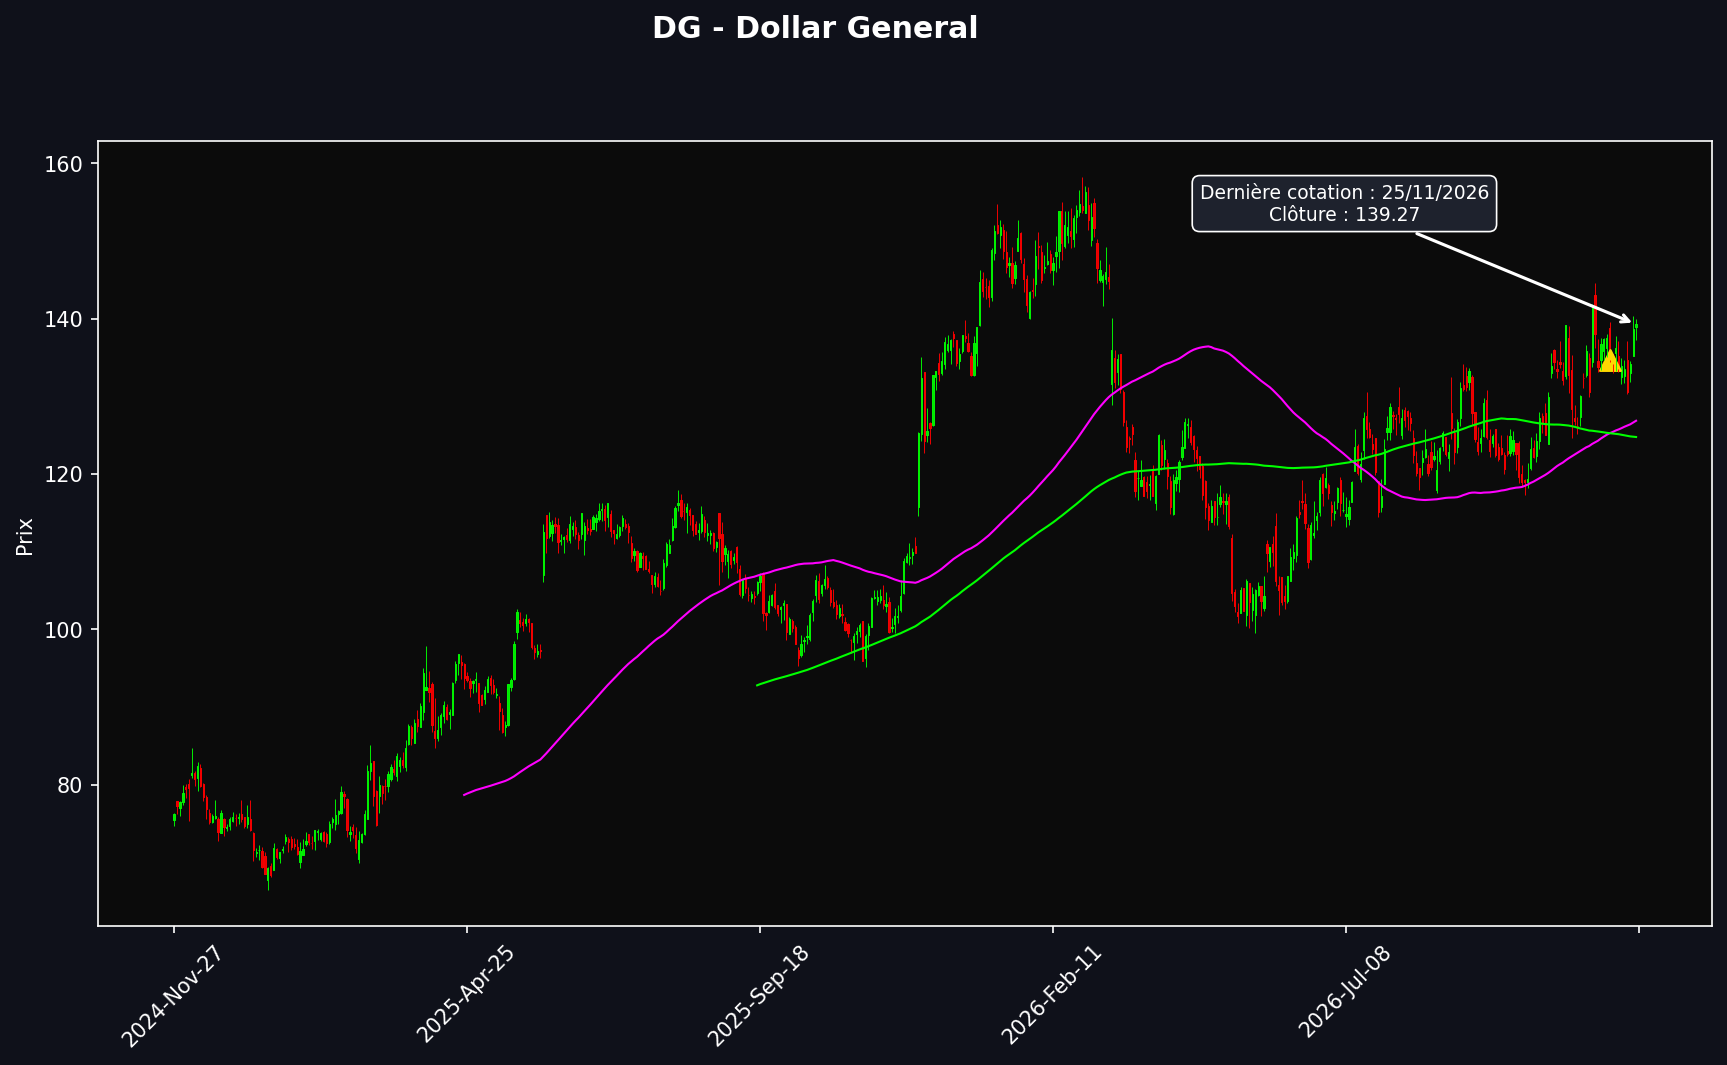 DG - Dollar General
Dernière cotation : 25/11/2026
Clôture : 139.27
Prix
160
140
120
100
80
2024-Nov-27
2025-Apr-25
2025-Sep-18
2026-Feb-11
2026-Jul-08